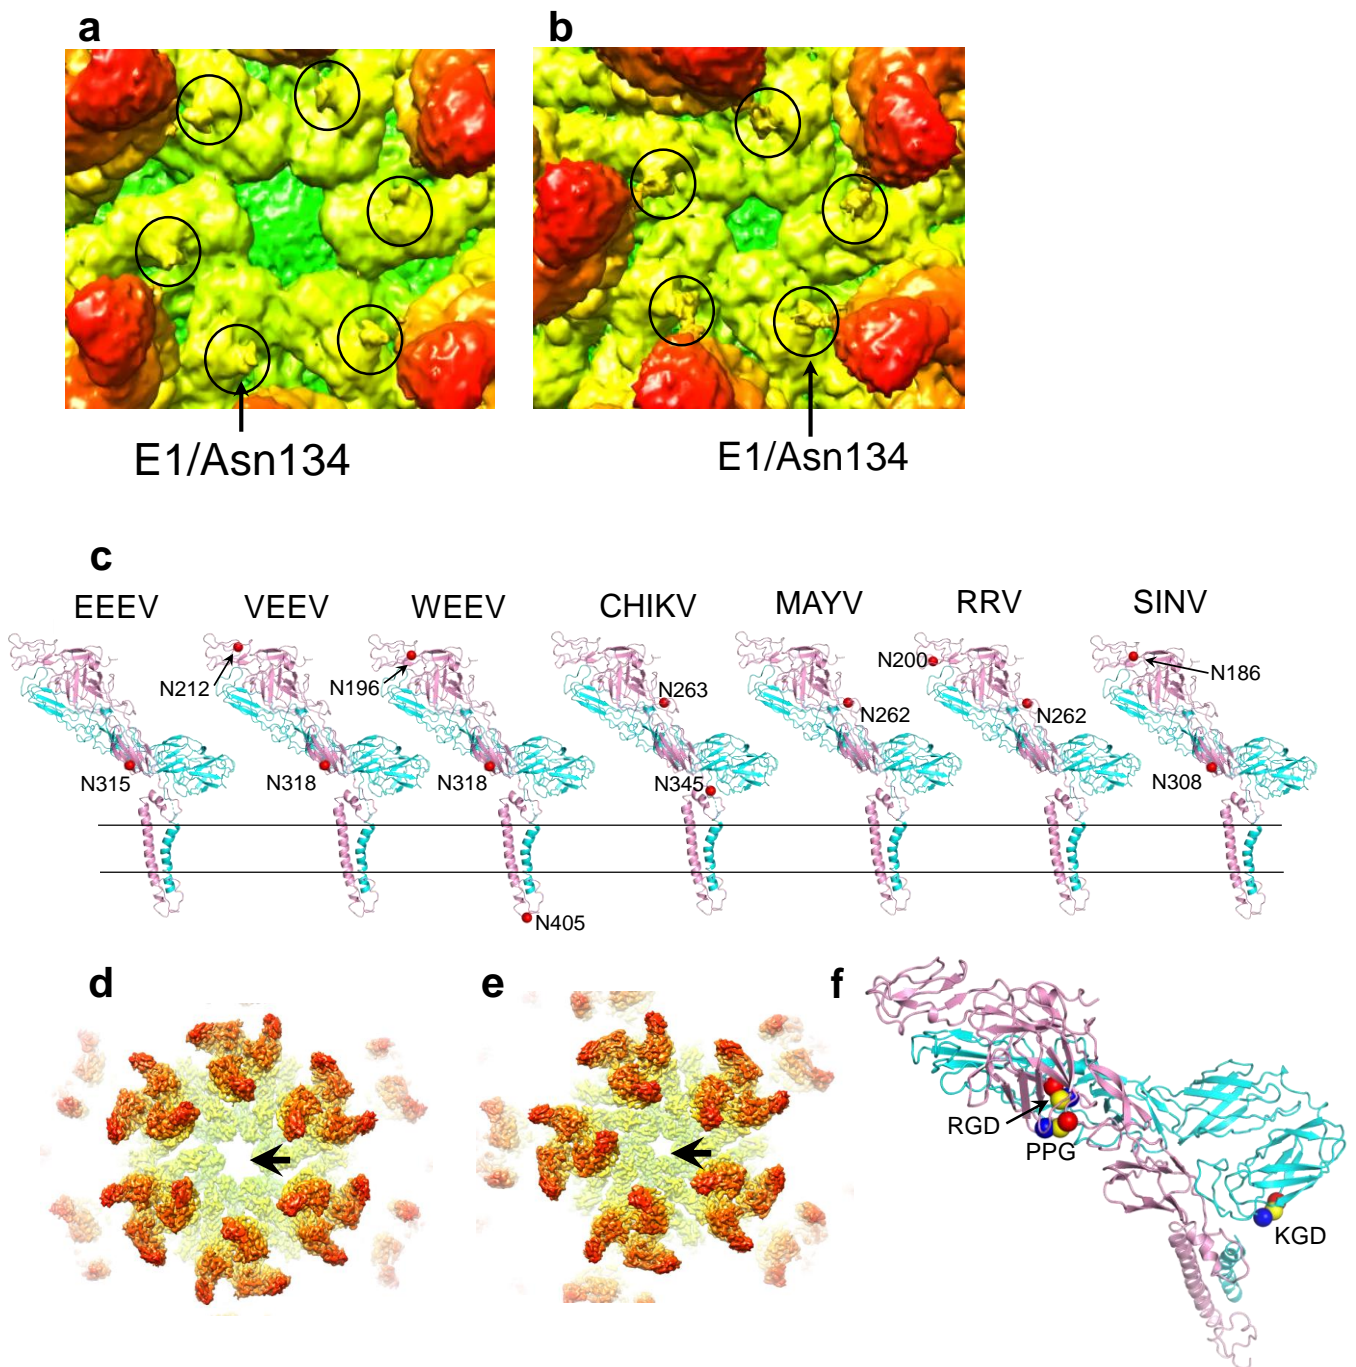 a
b
E1/Asn134
E1/Asn134
c
EEEV VEEV WEEV CHIKV MAYV RRV SINV
N212
N196
N263
N262
N200
N262
N186
N315
N318
N318
N345
N308
N405
d
e
f
RGD
PPG
KGD